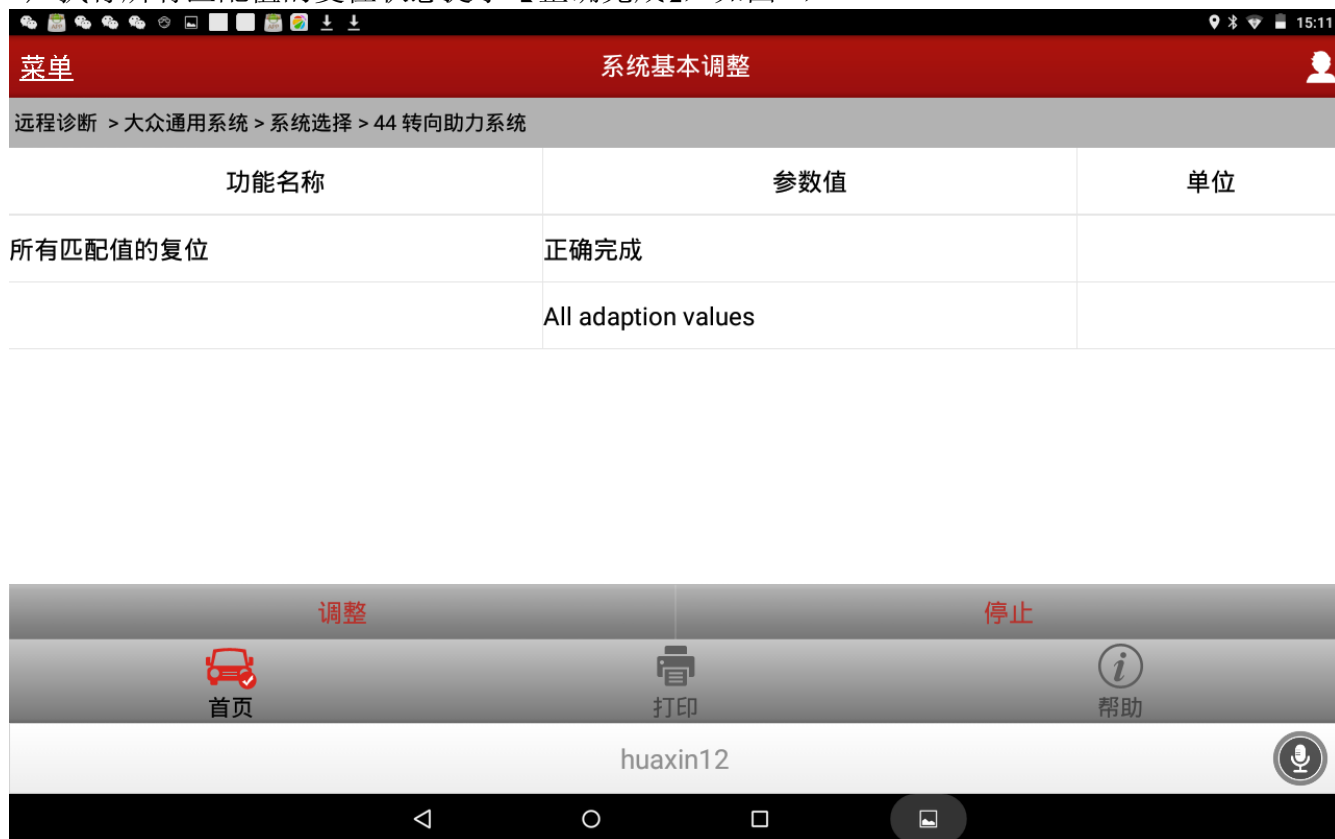 15:11
菜单 系统基本调整
远程诊断 > 大众通用系统 > 系统选择 > 44 转向助力系统
功能名称 参数值 单位
所有匹配值的复位 正确完成
All adaption values
调整 停止
首页 打印 帮助
huaxin12